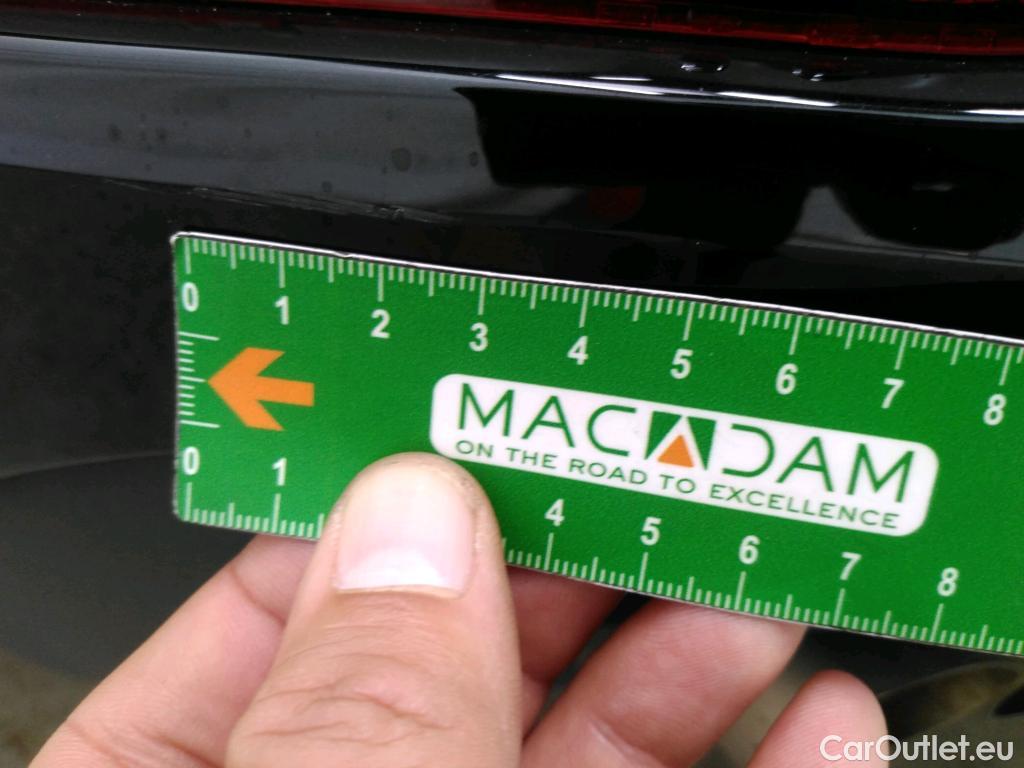 0 1 2 3 4 5 6 7 8
MACADAM
ON THE ROAD TO EXCELLENCE
0 1 4 5 6 7 8
CarOutlet.eu